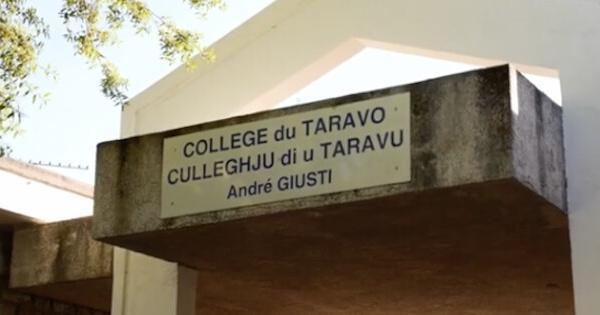 COLLEGE du TARAVO
CULLEGHJU di u TARAVU
André GIUSTI